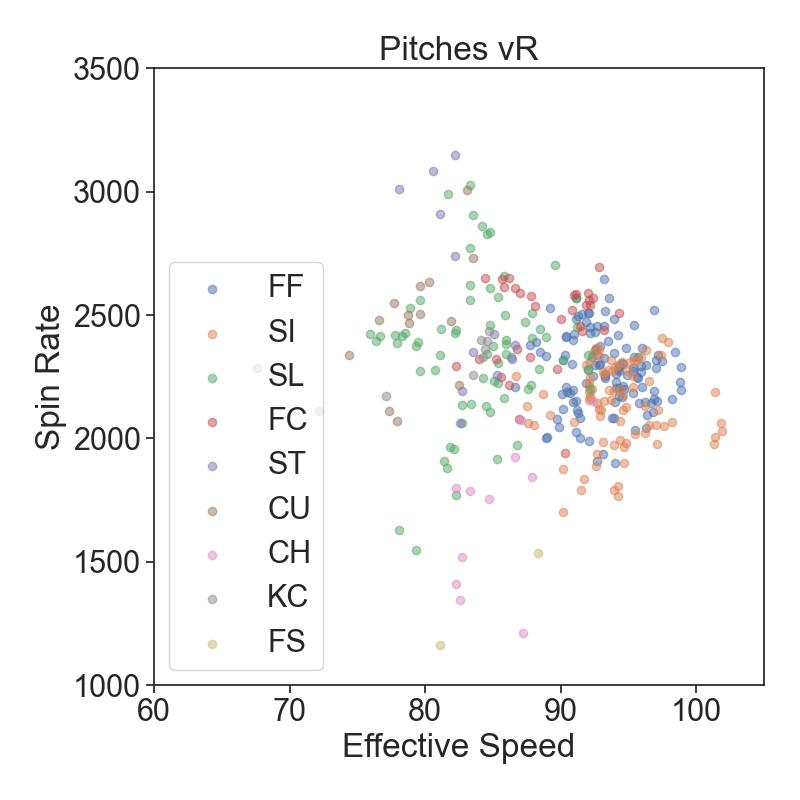 Pitches vR
3500
3000
2500
2000
1500
1000
Spin Rate
FF
SI
SL
FC
ST
CU
CH
KC
FS
60 70 80 90 100
Effective Speed